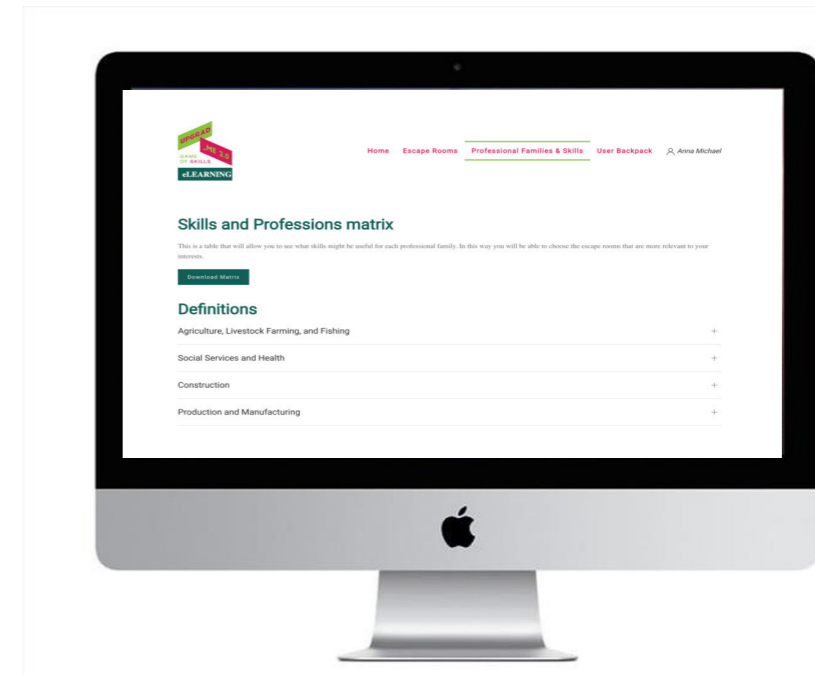 UPGRAD
_ME 2.0
GAME
OF SKILLS
eLEARNING
Home Escape Rooms Professional Families & Skills User Backpack Anna Michael
Skills and Professions matrix
This is a table that will allow you to see what skills might be useful for each professional family. In this way you will be able to choose the escape rooms that are more relevant to your
interests.
Download Matrix
Definitions
Agriculture, Livestock Farming, and Fishing +
Social Services and Health +
Construction +
Production and Manufacturing +